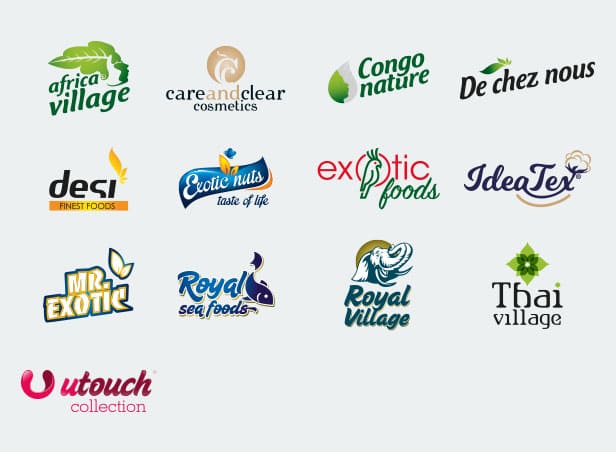 africa
village
careandclear
cosmetics
Congo
nature
De chez nous
desi
FINEST FOODS
Exotic nuts
taste of life
exOtic
foods
IdeaTex®
MR.
EXOTIC
Royal
sea foods
ROYAL
VILLAGE
Thai
village
utouch®
collection